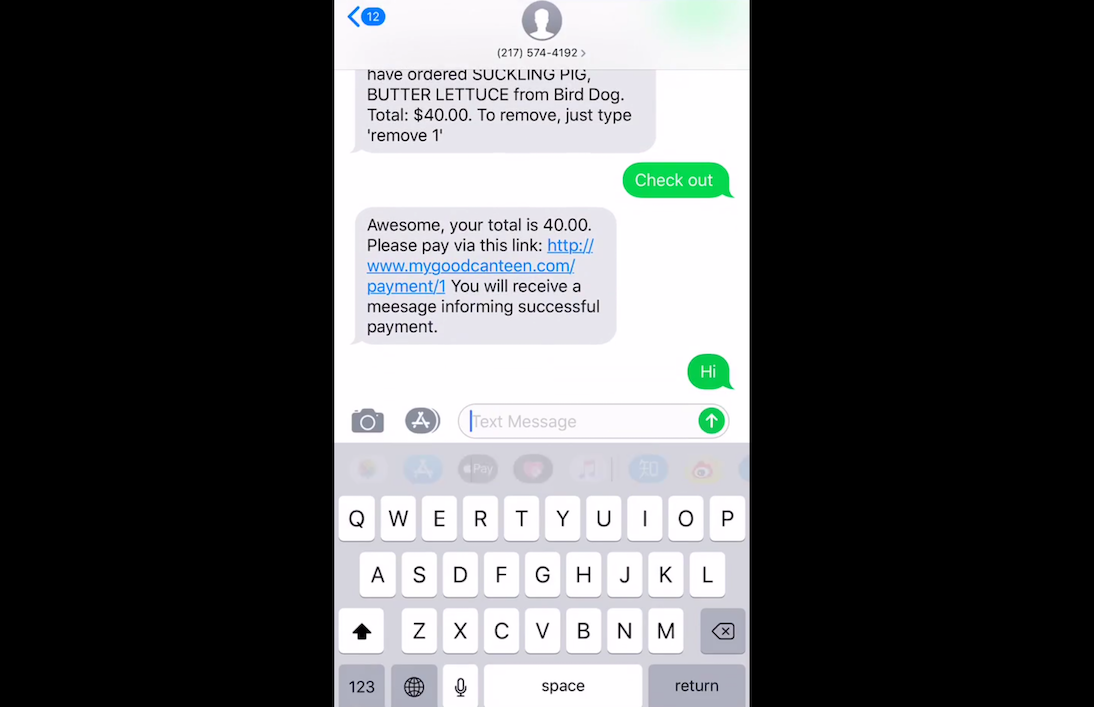 12
(217) 574-4192 >
have ordered SUCKLING PIG,
BUTTER LETTUCE from Bird Dog.
Total: $40.00. To remove, just type
'remove 1'
Check out
Awesome, your total is 40.00.
Please pay via this link: http://
www.mygoodcanteen.com/
payment/1 You will receive a
meesage informing successful
payment.
Hi
Text Message
Pay
知
Q W E R T Y U I O P
A S D F G H J K L
Z X C V B N M
123 space return